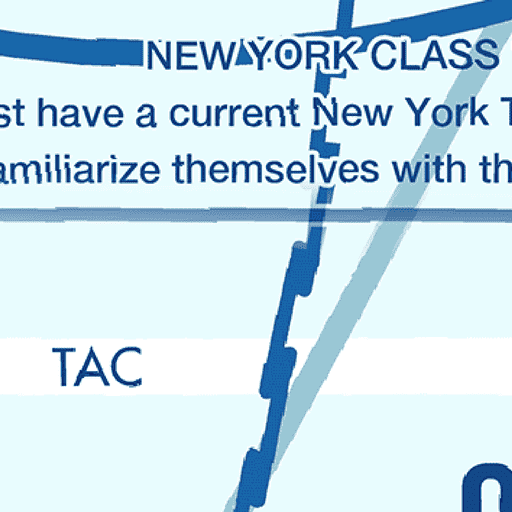 NEW YORK CLASS
st have a current New York T
amiliarize themselves with th
TAC